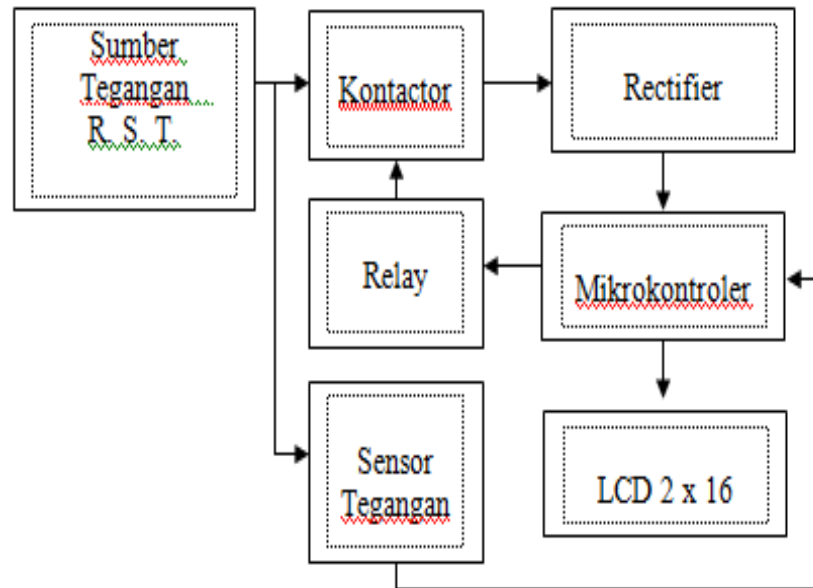 Sumber
Tegangan
R. S. T.
Kontactor
Rectifier
Relay
Mikrokontroler
Sensor
Tegangan
LCD 2 x 16